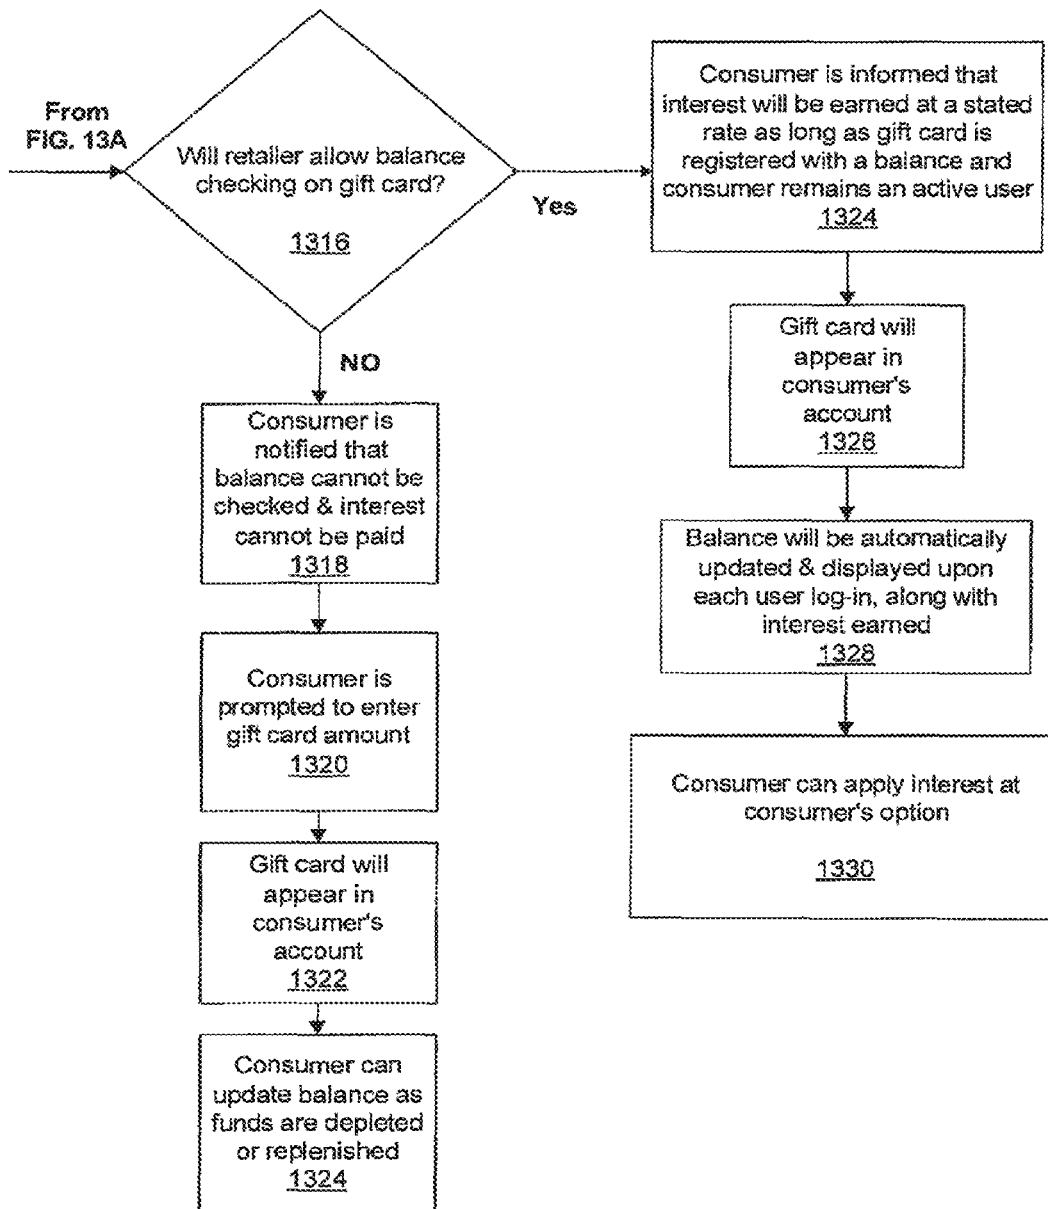 From
FIG. 13A
Will retailer allow balance
checking on gift card?
1316
Yes
NO
Consumer is
notified that
balance cannot be
checked & interest
cannot be paid
1318
Consumer is
prompted to enter
gift card amount
1320
Gift card will
appear in
consumer's
account
1322
Consumer can
update balance as
funds are depleted
or replenished
1324
Consumer is informed that
interest will be earned at a stated
rate as long as gift card is
registered with a balance and
consumer remains an active user
1324
Gift card will
appear in
consumer's
account
1326
Balance will be automatically
updated & displayed upon
each user log-in, along with
interest earned
1328
Consumer can apply interest at
consumer's option
1330